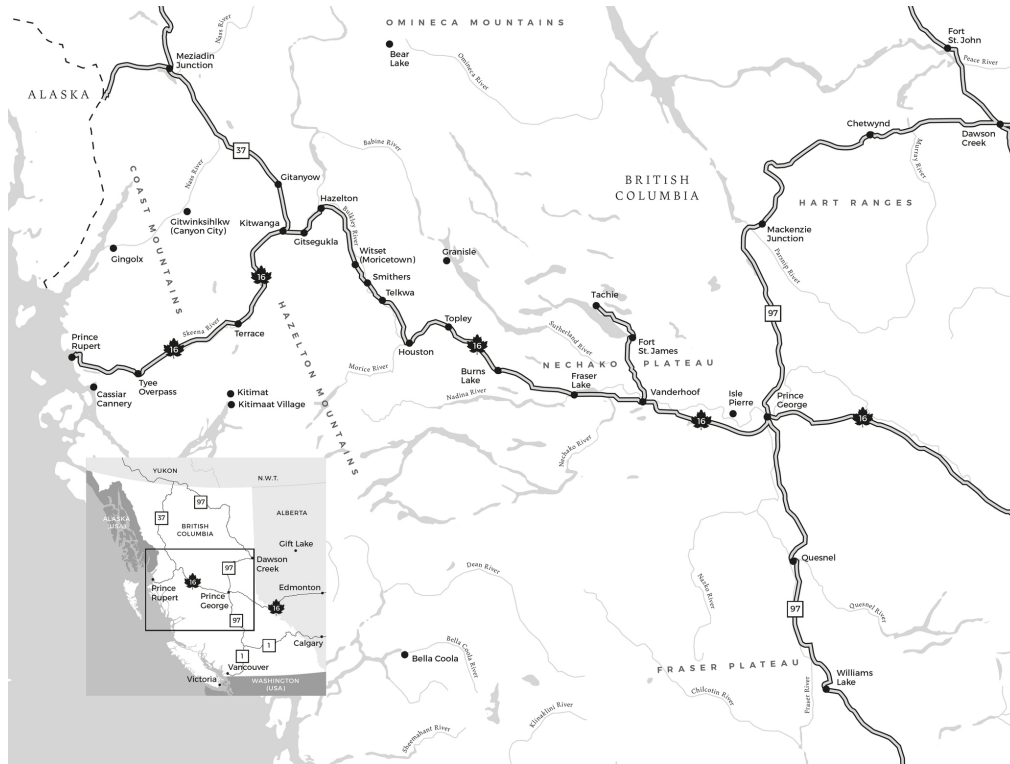 OMINECA MOUNTAINS
Nass River
Fort
St. John
Bear
Lake
Meziadin
Junction
Omineca River
Peace River
ALASKA
Chetwynd
Dawson
Creek
37
Babine River
Murray River
COAST MOUNTAINS
Nass River
Gitanyow
BRITISH
COLUMBIA
HART RANGES
Hazelton
Bulkley River
Gitwinksihlkw
(Canyon City)
Kitwanga
Gitsegukla
Mackenzie
Junction
Gingolx
Witset
(Moricetown)
Granisle
Parsnip River
16
Smithers
Telkwa
Tachie
HAZELTON MOUNTAINS
97
Skeena River
Terrace
Topley
Sutherland River
Prince
Rupert
16
Houston
16
Fort
St. James
Morice River
NECHAKO PLATEAU
Tyee
Overpass
Burns
Lake
Fraser
Lake
Cassiar
Cannery
Kitimat
Kitimaat Village
Nadina River
Vanderhoof
Isle
Pierre
Prince
George
16
16
Nechako River
YUKON
N.W.T.
97
37
ALASKA
(USA)
BRITISH
COLUMBIA
ALBERTA
Gift Lake
Dawson
Creek
97
16
Prince
Rupert
Prince
George
Edmonton
16
97
1
1
Calgary
Vancouver
Victoria
WASHINGTON
(USA)
Quesnel
Dean River
Nazko River
97
Quesnel River
Bella Coola
Bella Coola River
FRASER PLATEAU
Williams
Lake
Chilcotin River
Fraser River
Klinaklini River
Sheemahant River